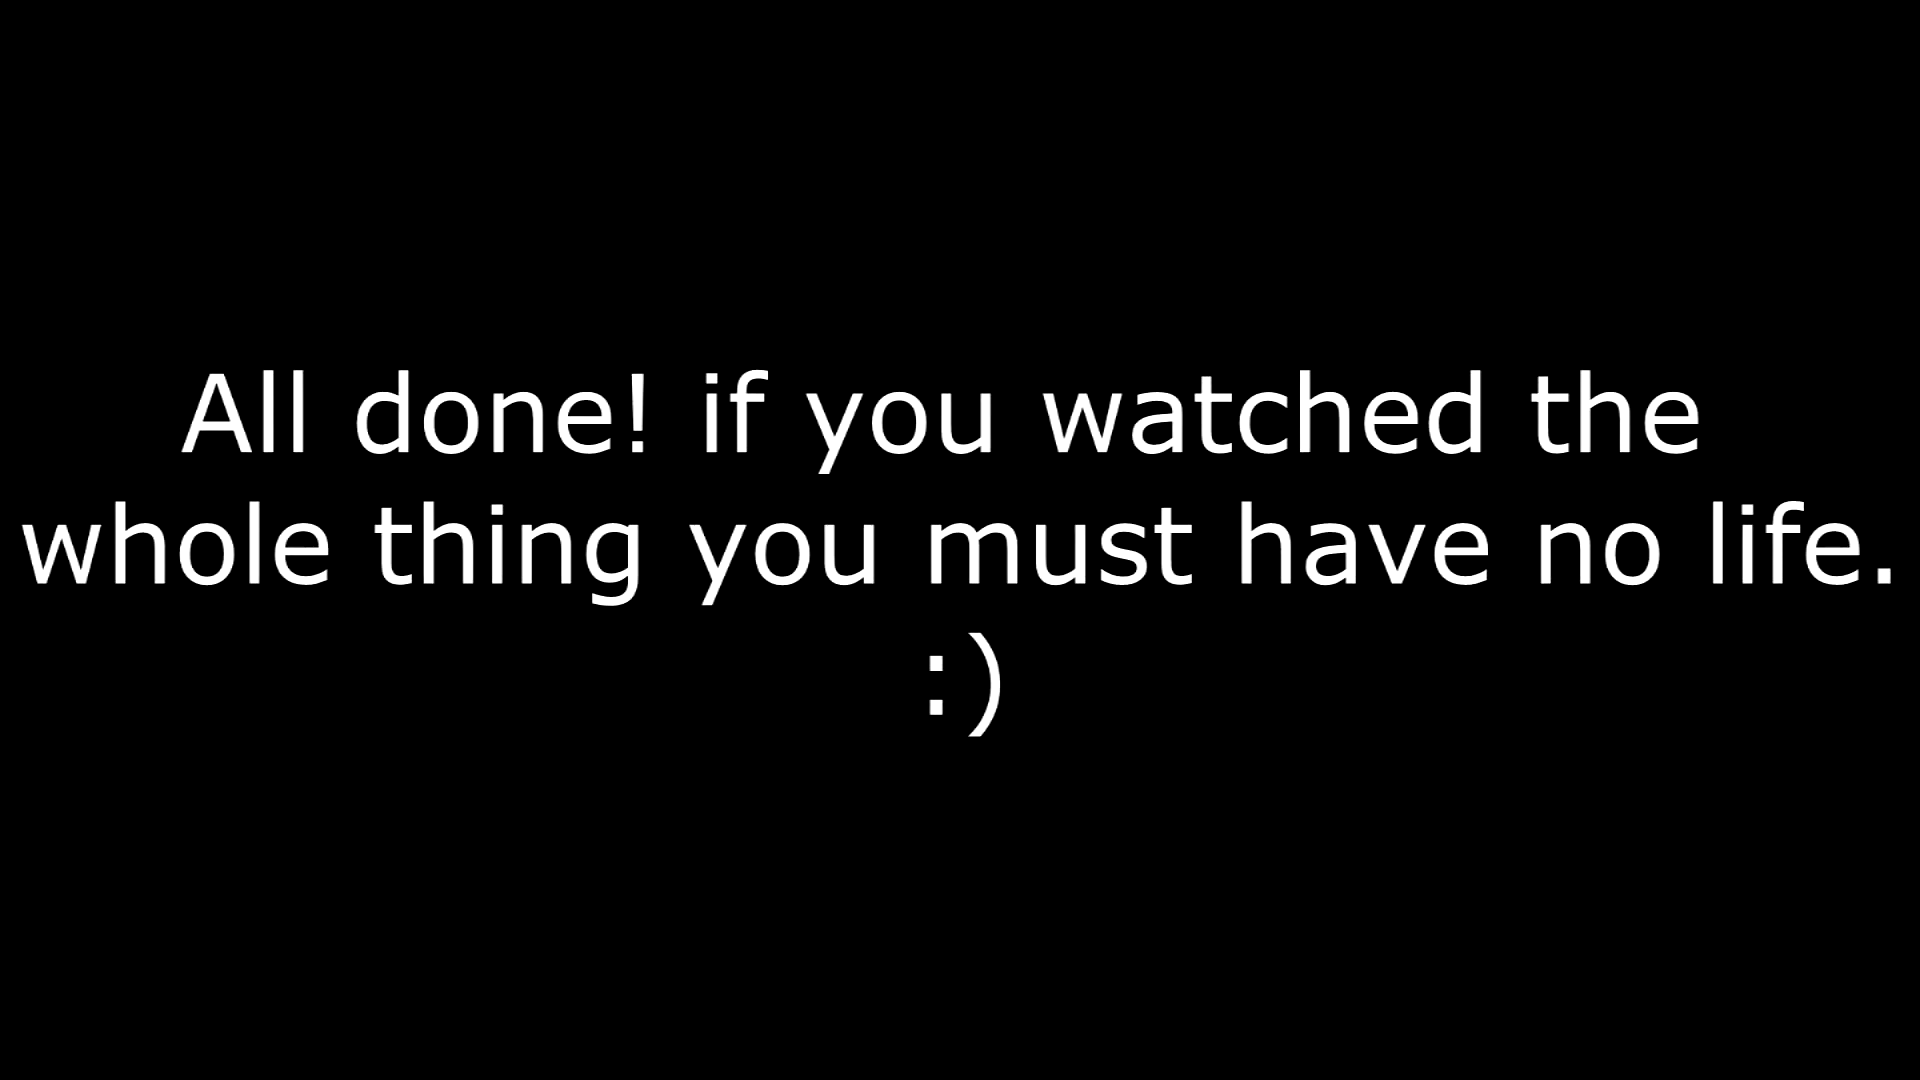 All done! if you watched the
whole thing you must have no life.
:)